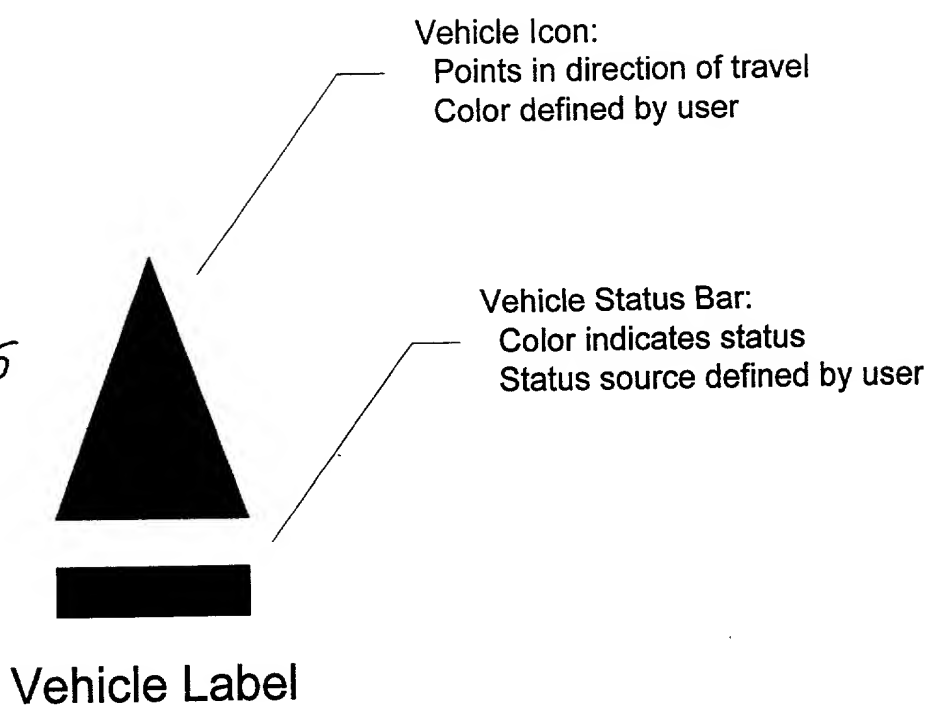 Vehicle Icon:
Points in direction of travel
Color defined by user
Vehicle Status Bar:
Color indicates status
Status source defined by user
Vehicle Label